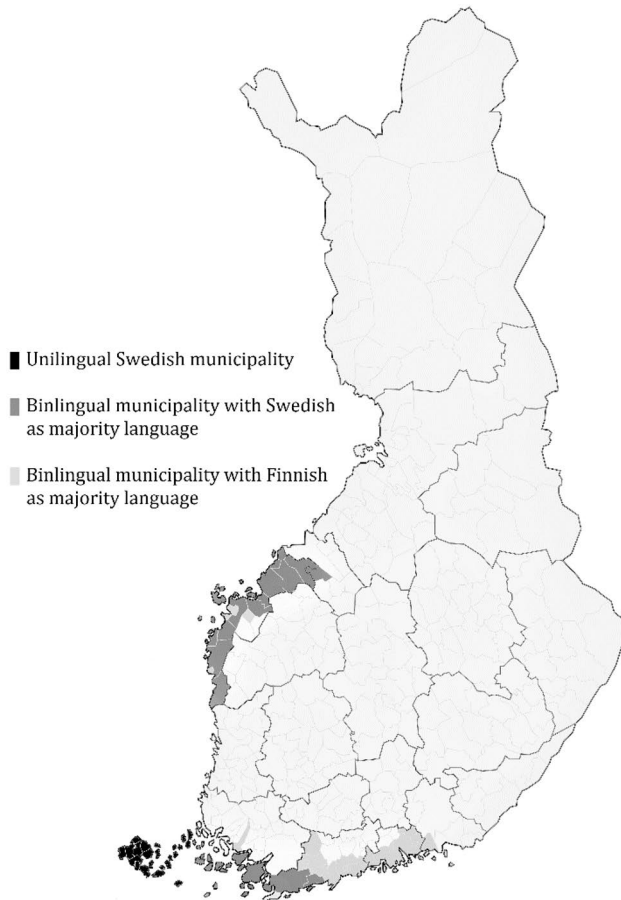 Unilingual Swedish municipality
Binlingual municipality with Swedish
as majority language
Binlingual municipality with Finnish
as majority language